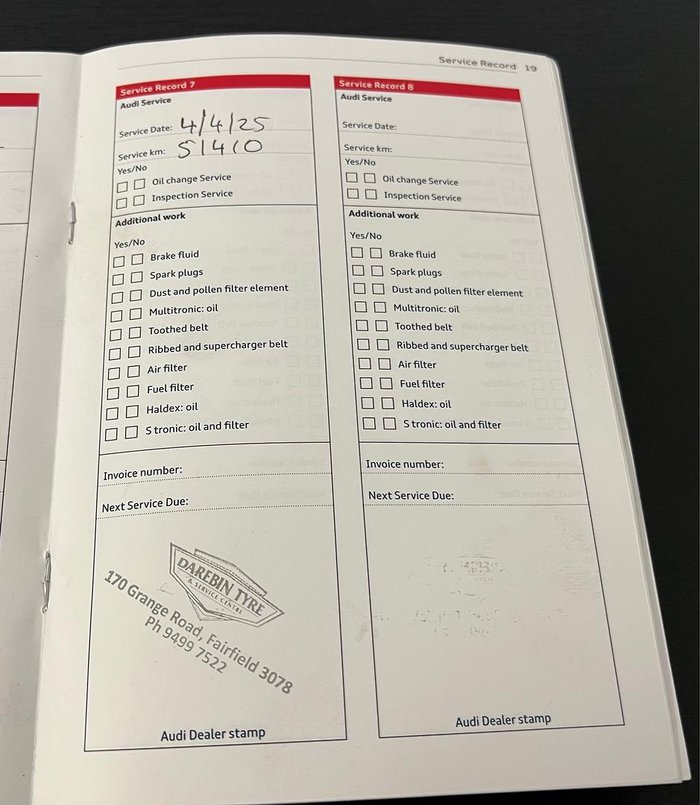 Service Record 19
Service Record 7
Audi Service
Service Date: 4/4/25
Service km: 51410
Yes/No
Oil change Service
Inspection Service
Additional work
Yes/No
Brake fluid
Spark plugs
Dust and pollen filter element
Multitronic: oil
Toothed belt
Ribbed and supercharger belt
Air filter
Fuel filter
Haldex: oil
S tronic: oil and filter
Invoice number:
Next Service Due:
DAREBIN TYRE
& SERVICE CENTRE
170 Grange Road, Fairfield 3078
Ph 9499 7522
Audi Dealer stamp
Service Record 8
Audi Service
Service Date:
Service km:
Yes/No
Oil change Service
Inspection Service
Additional work
Yes/No
Brake fluid
Spark plugs
Dust and pollen filter element
Multitronic: oil
Toothed belt
Ribbed and supercharger belt
Air filter
Fuel filter
Haldex: oil
S tronic: oil and filter
Invoice number:
Next Service Due:
Audi Dealer stamp